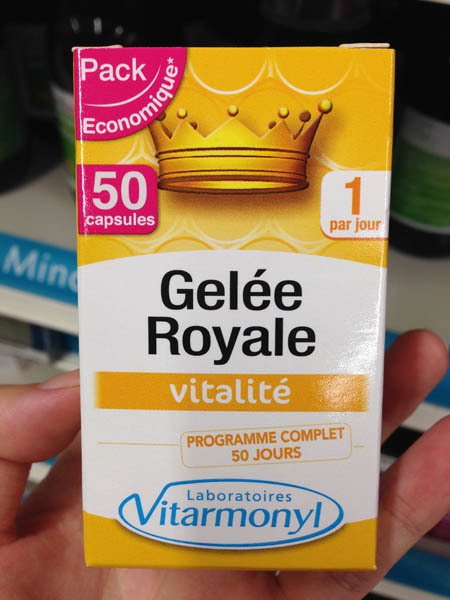 Pack
Economique*
50
capsules
1
par jour
Gelée
Royale
vitalité
PROGRAMME COMPLET
50 JOURS
Laboratoires
Vitarmonyl